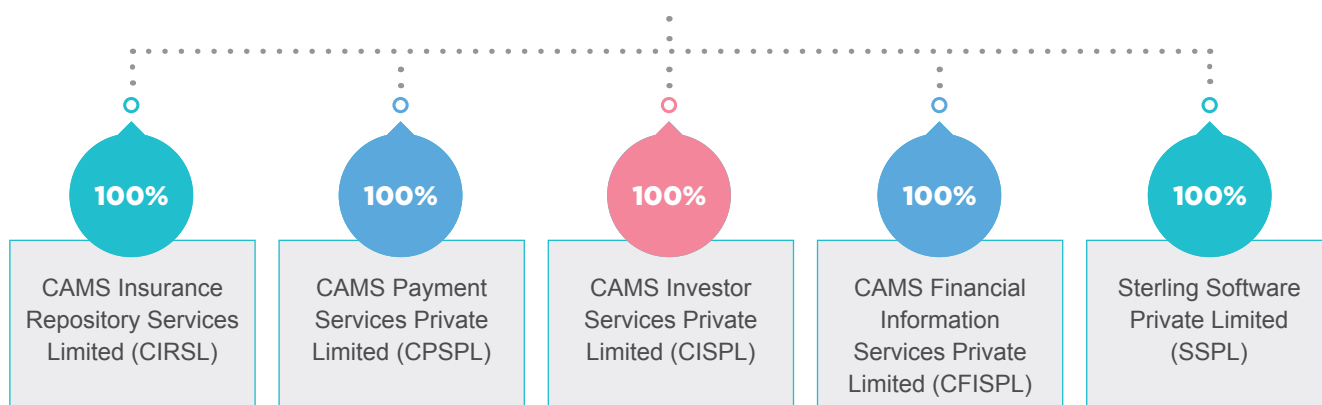 100%
CAMS Insurance
Repository Services
Limited (CIRSL)
100%
CAMS Payment
Services Private
Limited (CPSPL)
100%
CAMS Investor
Services Private
Limited (CISPL)
100%
CAMS Financial
Information
Services Private
Limited (CFISPL)
100%
Sterling Software
Private Limited
(SSPL)